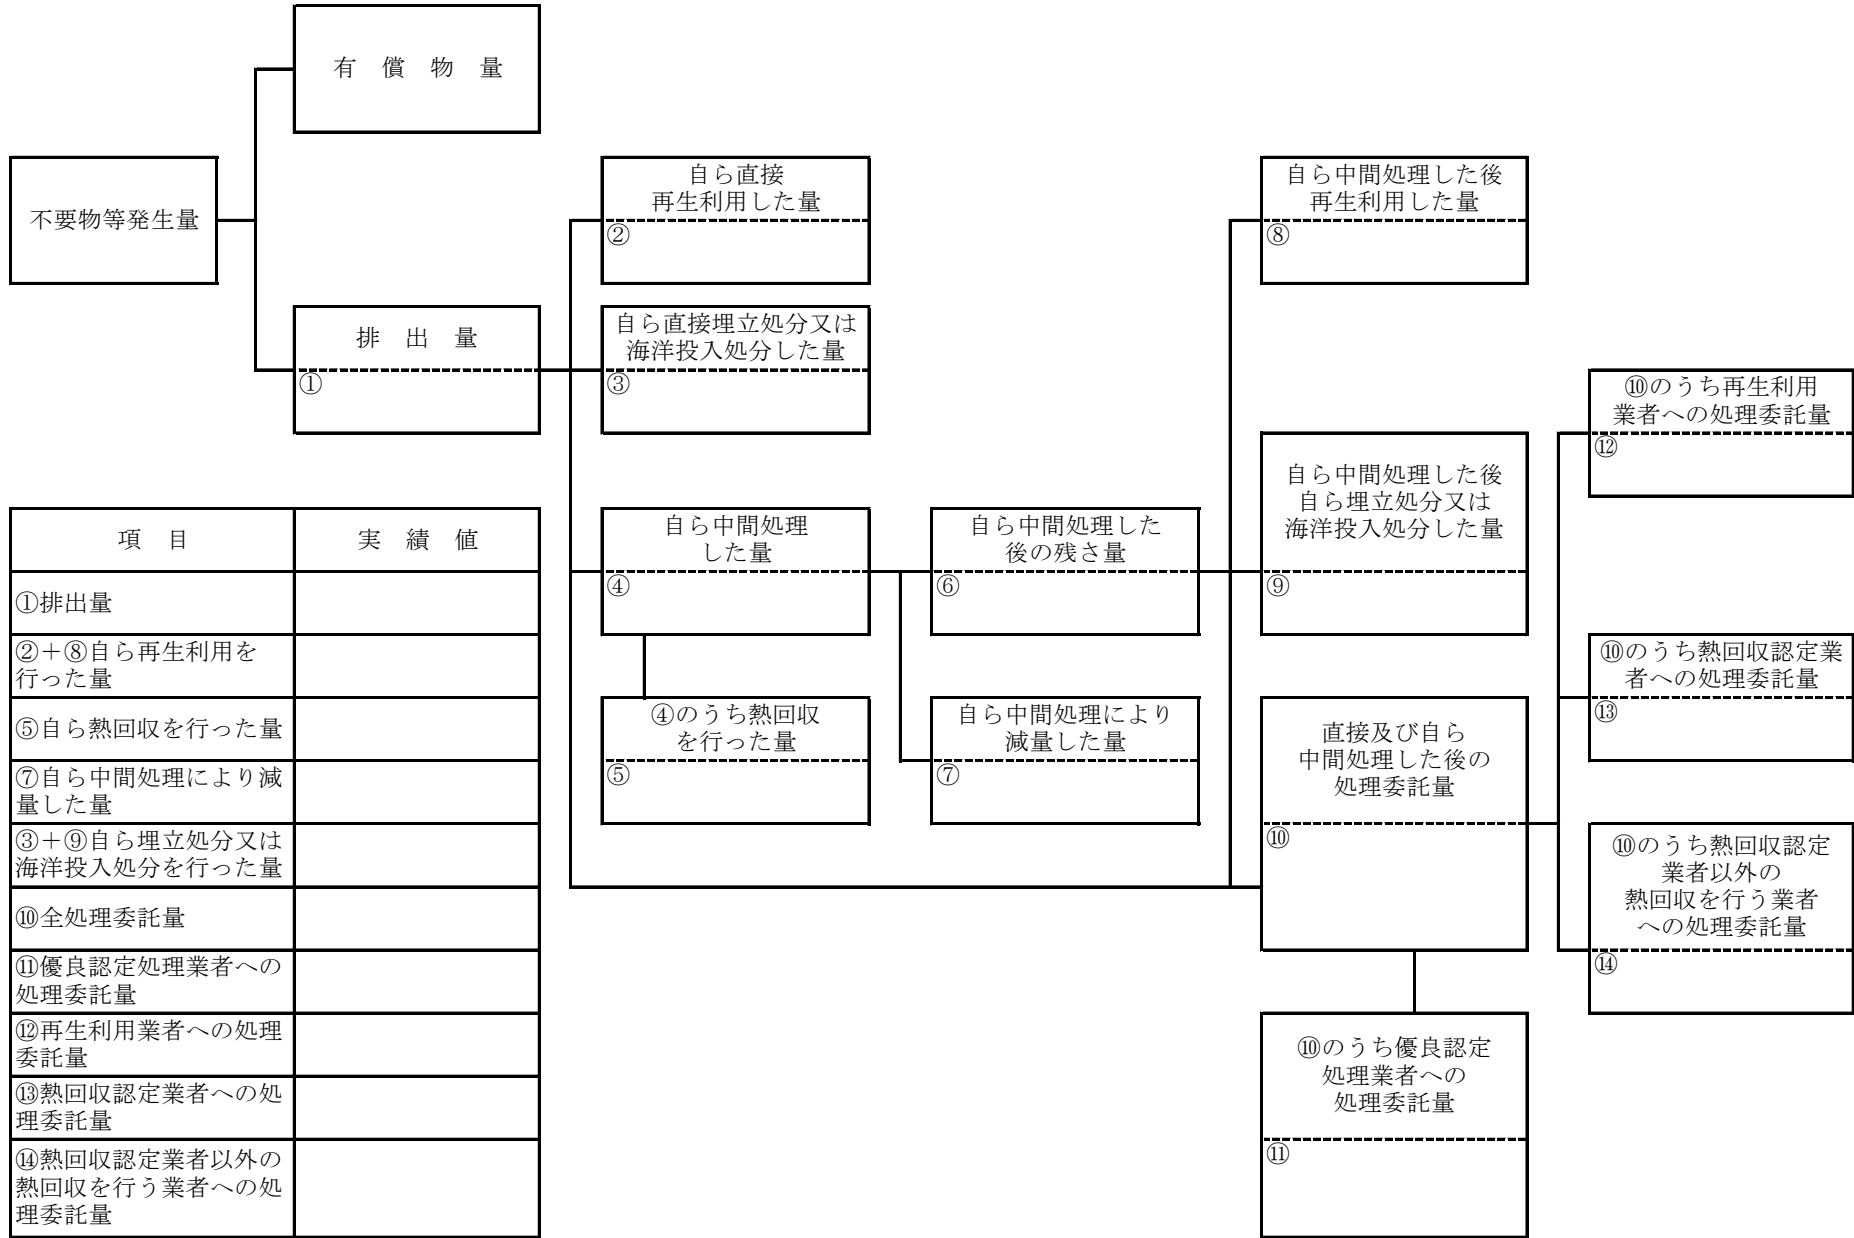 有 償 物 量
不要物等発生量
自ら直接
再生利用した量
②
自ら中間処理した後
再生利用した量
⑧
排 出 量
①
自ら直接埋立処分又は
海洋投入処分した量
③
⑩のうち再生利用
業者への処理委託量
⑫
自ら中間処理
した量
④
自ら中間処理した
後の残さ量
⑥
自ら中間処理した後
自ら埋立処分又は
海洋投入処分した量
⑨
⑩のうち熱回収認定業
者への処理委託量
⑬
④のうち熱回収
を行った量
⑤
自ら中間処理により
減量した量
⑦
直接及び自ら
中間処理した後の
処理委託量
⑩
⑩のうち熱回収認定
業者以外の
熱回収を行う業者
への処理委託量
⑭
⑩のうち優良認定
処理業者への
処理委託量
⑪
項 目
実 績 値
①排出量
②+⑧自ら再生利用を
行った量
⑤自ら熱回収を行った量
⑦自ら中間処理により減
量した量
③+⑨自ら埋立処分又は
海洋投入処分を行った量
⑩全処理委託量
⑪優良認定処理業者への
処理委託量
⑫再生利用業者への処理
委託量
⑬熱回収認定業者への処
理委託量
⑭熱回収認定業者以外の
熱回収を行う業者への処
理委託量